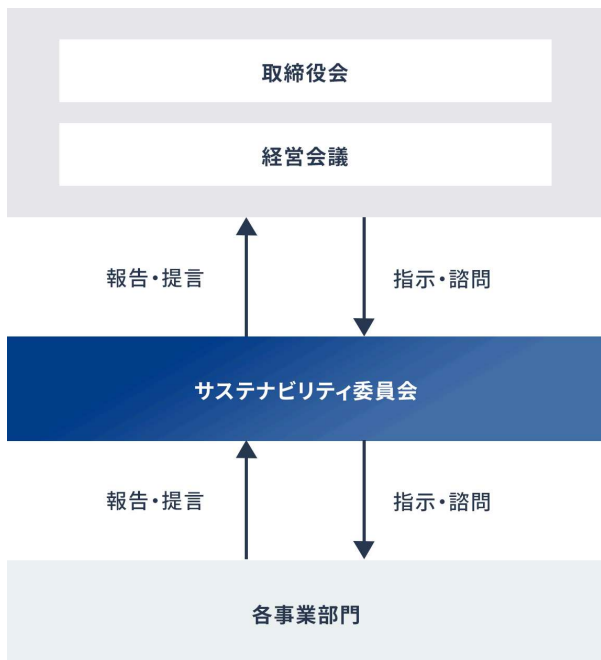 取締役会
経営会議
報告・提言
指示・諮問
サステナビリティ委員会
報告・提言
指示・諮問
各事業部門